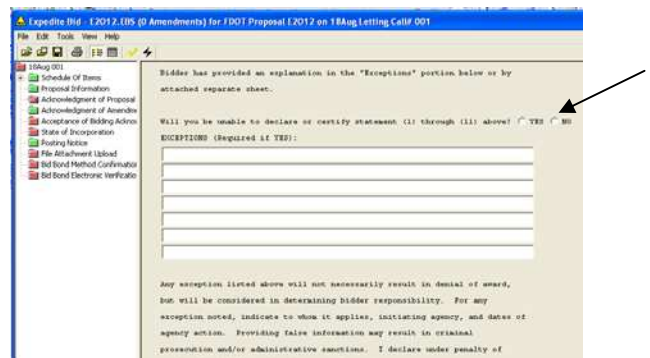 Expedite Bid - E2012.EBS (0 Amendments) for FDOT Proposal E2012 on 18Aug Letting Call# 001
File Edit Tools View Help
18Aug 001
Schedule Of Items
Proposal Information
Acknowledgment of Proposal
Acknowledgment of Amendme
Acceptance of Bidding Acknow
State of Incorporation
Posting Notice
File Attachment Upload
Bid Bond Method Confirmation
Bid Bond Electronic Verificatio
Bidder has provided an explanation in the "Exceptions" portion below or by
attached separate sheet.
Will you be unable to declare or certify statement (1) through (11) above? YES NO
EXCEPTIONS (Required if YES):
Any exception listed above will not necessarily result in denial of award,
but will be considered in determining bidder responsibility. For any
exception noted, indicate to whom it applies, initiating agency, and dates of
agency action. Providing false information may result in criminal
prosecution and/or administrative sanctions. I declare under penalty of